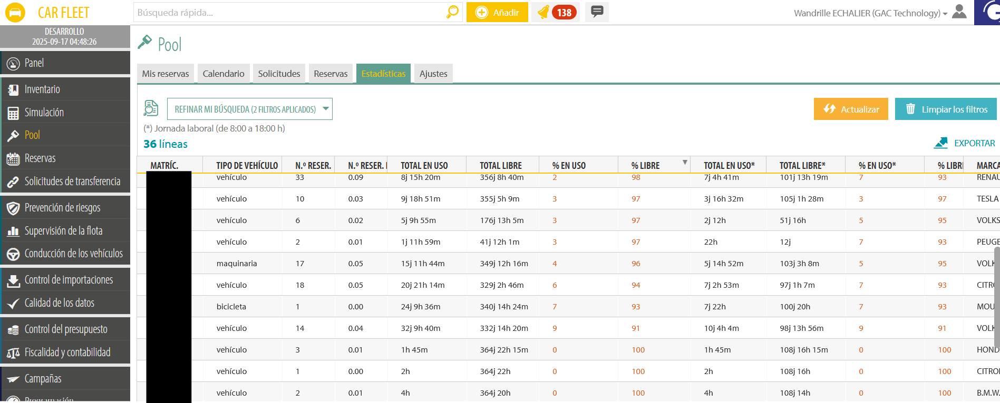 CAR FLEET
Búsqueda rápida...
Añadir
138
Wandrille ECHALIER (GAC Technology)
DESARROLLO
2025-09-17 04:48:26
Panel
Inventario
Simulación
Pool
Reservas
Solicitudes de transferencia
Prevención de riesgos
Supervisión de la flota
Conducción de los vehículos
Control de importaciones
Calidad de los datos
Control del presupuesto
Fiscalidad y contabilidad
Campañas
Pool
Mis reservas Calendario Solicitudes Reservas Estadísticas Ajustes
REFINAR MI BÚSQUEDA (2 FILTROS APLICADOS)
Actualizar
Limpiar los filtros
(*) Jornada laboral (de 8:00 a 18:00 h)
36 líneas
EXPORTAR
MATRÍC. TIPO DE VEHÍCULO N.º RESER. N.º RESER. TOTAL EN USO TOTAL LIBRE % EN USO % LIBRE TOTAL EN USO* TOTAL LIBRE* % EN USO* % LIBR MARCA
vehículo 33 0.09 8j 15h 20m 356j 8h 40m 2 98 7j 4h 41m 101j 13h 19m 7 93 RENAU
vehículo 10 0.03 9j 18h 51m 355j 5h 9m 3 97 3j 16h 32m 105j 1h 28m 3 97 TESLA
vehículo 6 0.02 5j 9h 55m 176j 13h 5m 3 97 2j 12h 51j 16h 5 95 VOLKS
vehículo 2 0.01 1j 11h 59m 41j 12h 1m 3 97 22h 12j 7 93 PEUGE
maquinaria 17 0.05 15j 11h 44m 349j 12h 16m 4 96 5j 14h 52m 103j 3h 8m 5 95 VOLK
vehículo 18 0.05 20j 21h 14m 329j 2h 46m 6 94 7j 2h 53m 97j 1h 7m 7 93 CITR
bicicleta 1 0.00 24j 9h 36m 340j 14h 24m 7 93 7j 22h 100j 20h 7 93 MOU
vehículo 14 0.04 32j 9h 40m 332j 14h 20m 9 91 10j 4h 4m 98j 13h 56m 9 91 VOLK
vehículo 3 0.01 1h 45m 364j 22h 15m 0 100 1h 45m 108j 16h 15m 0 100 HOND
vehículo 1 0.00 2h 364j 22h 0 100 2h 108j 16h 0 100 CITRO
vehículo 2 0.01 4h 364j 20h 0 100 4h 108j 14h 0 100 B.M.W.